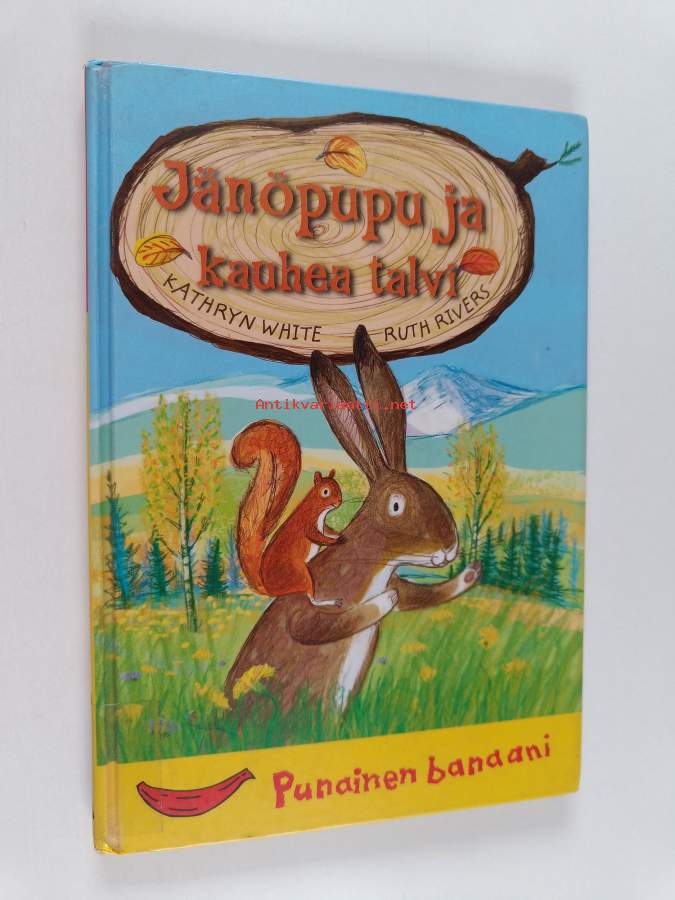 Jänöpupu ja
kauhea talvi
KATHRYN WHITE
RUTH RIVERS
Antikvariaatti.net
Punainen banaani